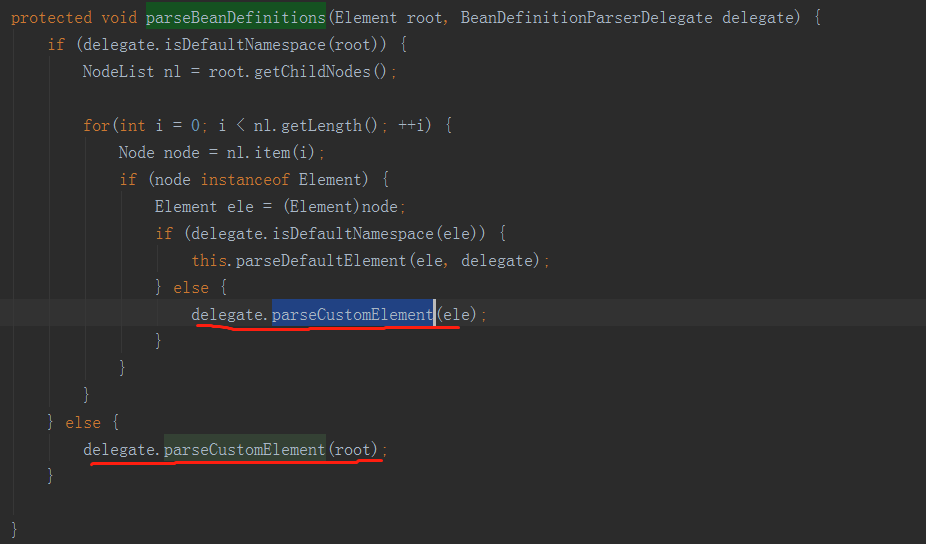 protected void parseBeanDefinitions(Element root, BeanDefinitionParserDelegate delegate) {
    if (delegate.isDefaultNamespace(root)) {
        NodeList nl = root.getChildNodes();

        for(int i = 0; i < nl.getLength(); ++i) {
            Node node = nl.item(i);
            if (node instanceof Element) {
                Element ele = (Element)node;
                if (delegate.isDefaultNamespace(ele)) {
                    this.parseDefaultElement(ele, delegate);
                } else {
                    delegate.parseCustomElement(ele);
                }
            }
        }
    } else {
        delegate.parseCustomElement(root);
    }

}